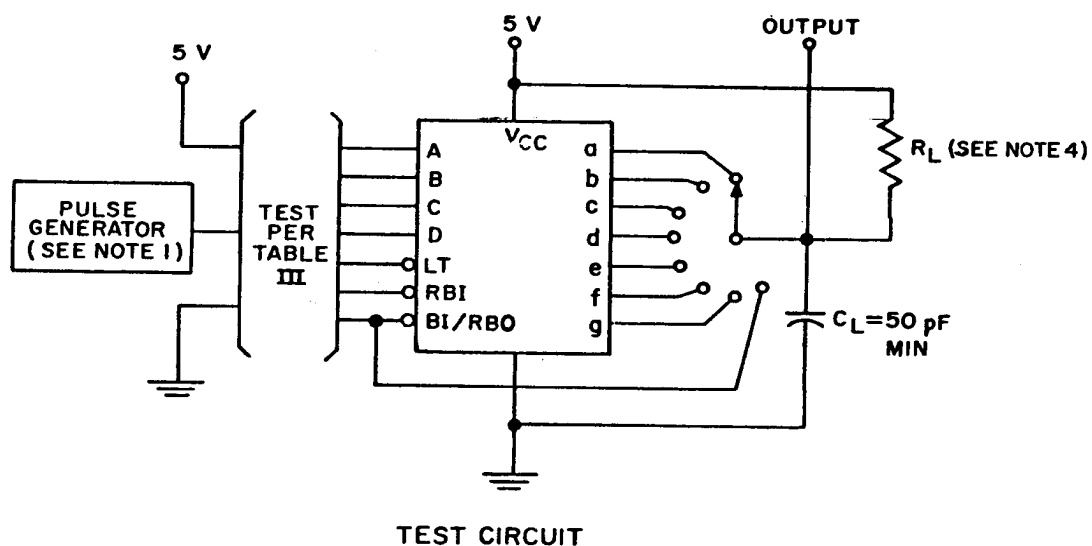 5 V
5 V
OUTPUT
VCC
A
B
C
D
LT
RBI
BI/RBO
a
b
c
d
e
f
g
RL (SEE NOTE 4)
PULSE
GENERATOR
(SEE NOTE 1)
TEST
PER
TABLE
III
CL=50 pF
MIN
TEST CIRCUIT